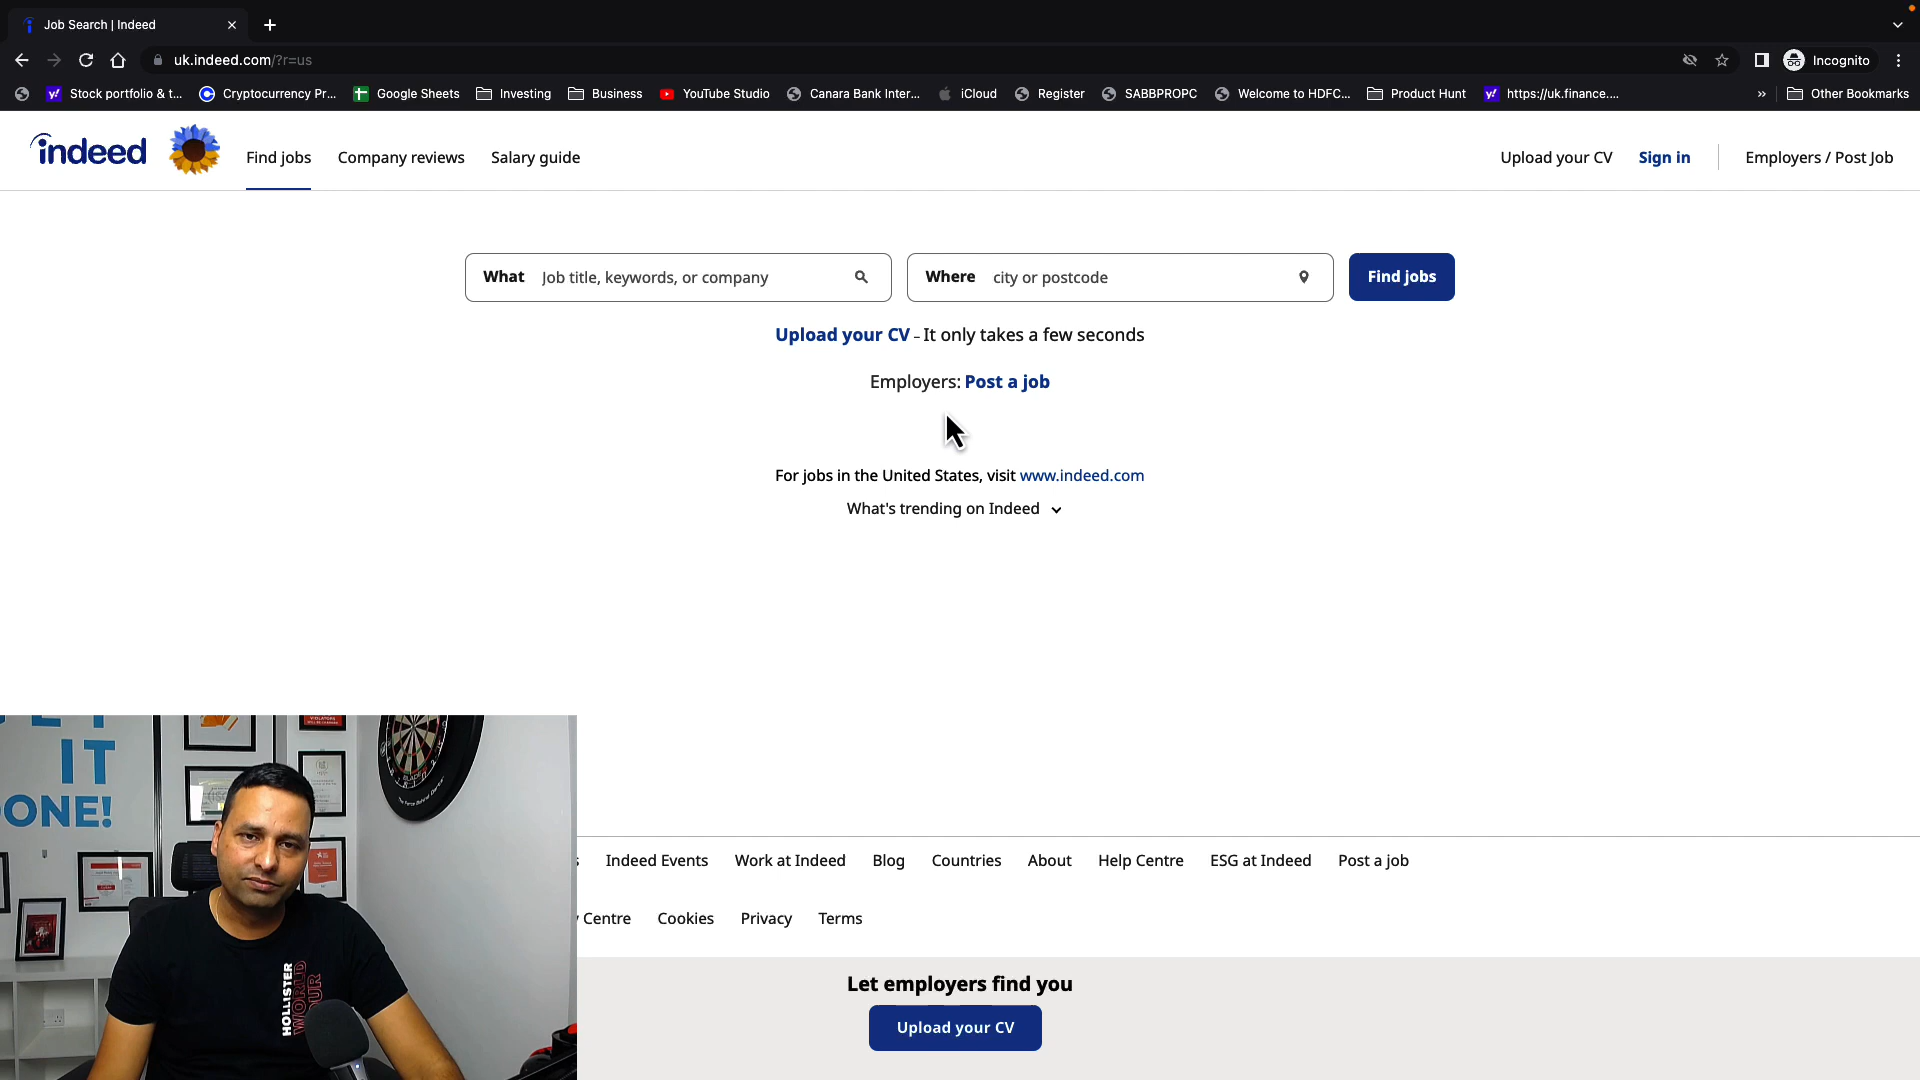 Job Search | Indeed
uk.indeed.com/?r=us
Incognito
Stock portfolio & t...
Cryptocurrency Pr...
Google Sheets
Investing
Business
YouTube Studio
Canara Bank Inter...
iCloud
Register
SABBPROPC
Welcome to HDFC...
Product Hunt
https://uk.finance....
Other Bookmarks
indeed
Find jobs
Company reviews
Salary guide
Upload your CV
Sign in
Employers / Post Job
What Job title, keywords, or company
Where city or postcode
Find jobs
Upload your CV – It only takes a few seconds
Employers: Post a job
For jobs in the United States, visit www.indeed.com
What's trending on Indeed
IT
DONE!
BLADE
HOLLISTER
WORLD
Indeed Events
Work at Indeed
Blog
Countries
About
Help Centre
ESG at Indeed
Post a job
Centre
Cookies
Privacy
Terms
Let employers find you
Upload your CV